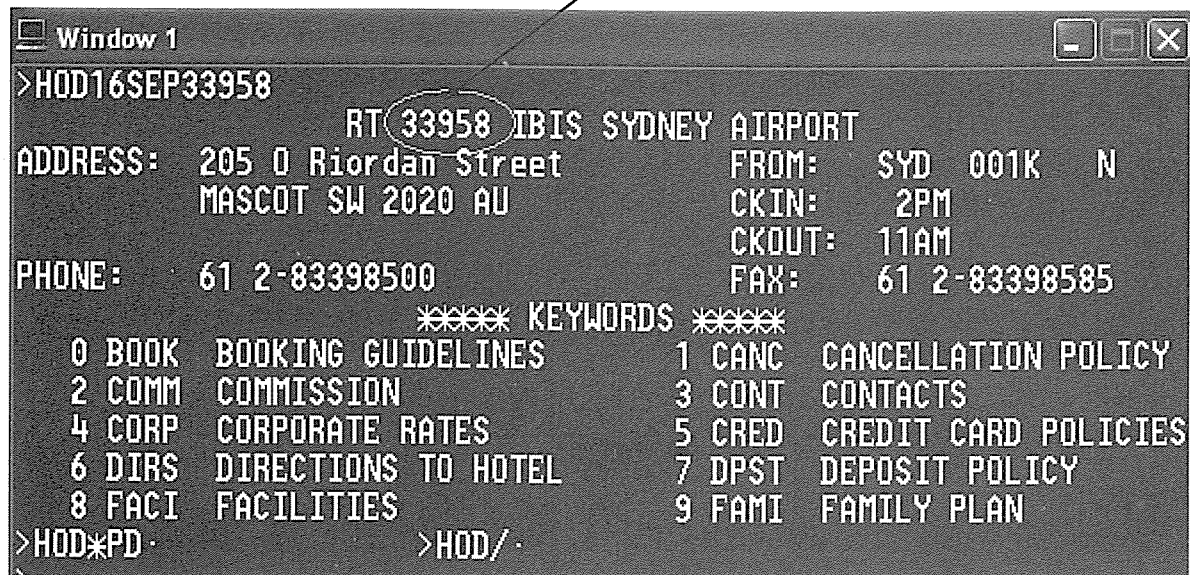 Window 1
>HOD16SEP33958
RT 33958 IBIS SYDNEY AIRPORT
ADDRESS: 205 O Riordan Street FROM: SYD 001K N
MASCOT SW 2020 AU CKIN: 2PM
CKOUT: 11AM
PHONE: 61 2-83398500 FAX: 61 2-83398585
***** KEYWORDS *****
0 BOOK BOOKING GUIDELINES 1 CANC CANCELLATION POLICY
2 COMM COMMISSION 3 CONT CONTACTS
4 CORP CORPORATE RATES 5 CRED CREDIT CARD POLICIES
6 DIRS DIRECTIONS TO HOTEL 7 DPST DEPOSIT POLICY
8 FACI FACILITIES 9 FAMI FAMILY PLAN
>HOD*PD· >HOD/·